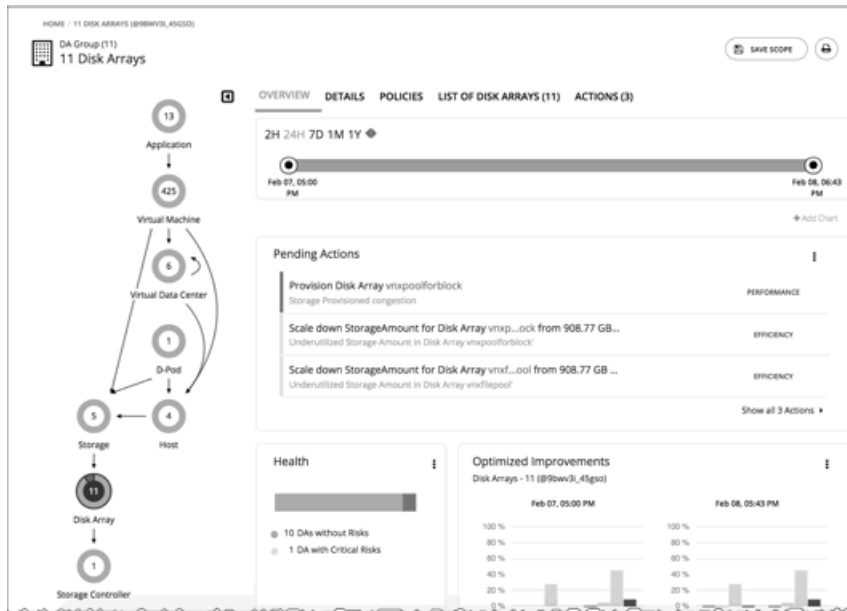 HOME / 11 DISK ARRAYS (@9BWV3I_45GSO)
DA Group (11)
11 Disk Arrays
SAVE SCOPE
OVERVIEW DETAILS POLICIES LIST OF DISK ARRAYS (11) ACTIONS (3)
13
Application
425
Virtual Machine
6
Virtual Data Center
1
D-Pod
5
Storage
4
Host
11
Disk Array
1
Storage Controller
2H 24H 7D 1M 1Y
Feb 07, 05:00 PM
Feb 08, 06:43 PM
+ Add Chart
Pending Actions
Provision Disk Array vnxpoolforblock
Storage Provisioned congestion
PERFORMANCE
Scale down StorageAmount for Disk Array vnxp...ock from 908.77 GB...
Underutilized Storage Amount in Disk Array vnxpoolforblock'
EFFICIENCY
Scale down StorageAmount for Disk Array vnxf...ool from 908.77 GB ...
Underutilized Storage Amount in Disk Array vnxfilepool'
EFFICIENCY
Show all 3 Actions
Health
10 DAs without Risks
1 DA with Critical Risks
Optimized Improvements
Disk Arrays - 11 (@9bwv3i_45gso)
Feb 07, 05:00 PM
100 %
80 %
60 %
40 %
20 %
0 %
Feb 08, 05:43 PM
100 %
80 %
60 %
40 %
20 %
0 %